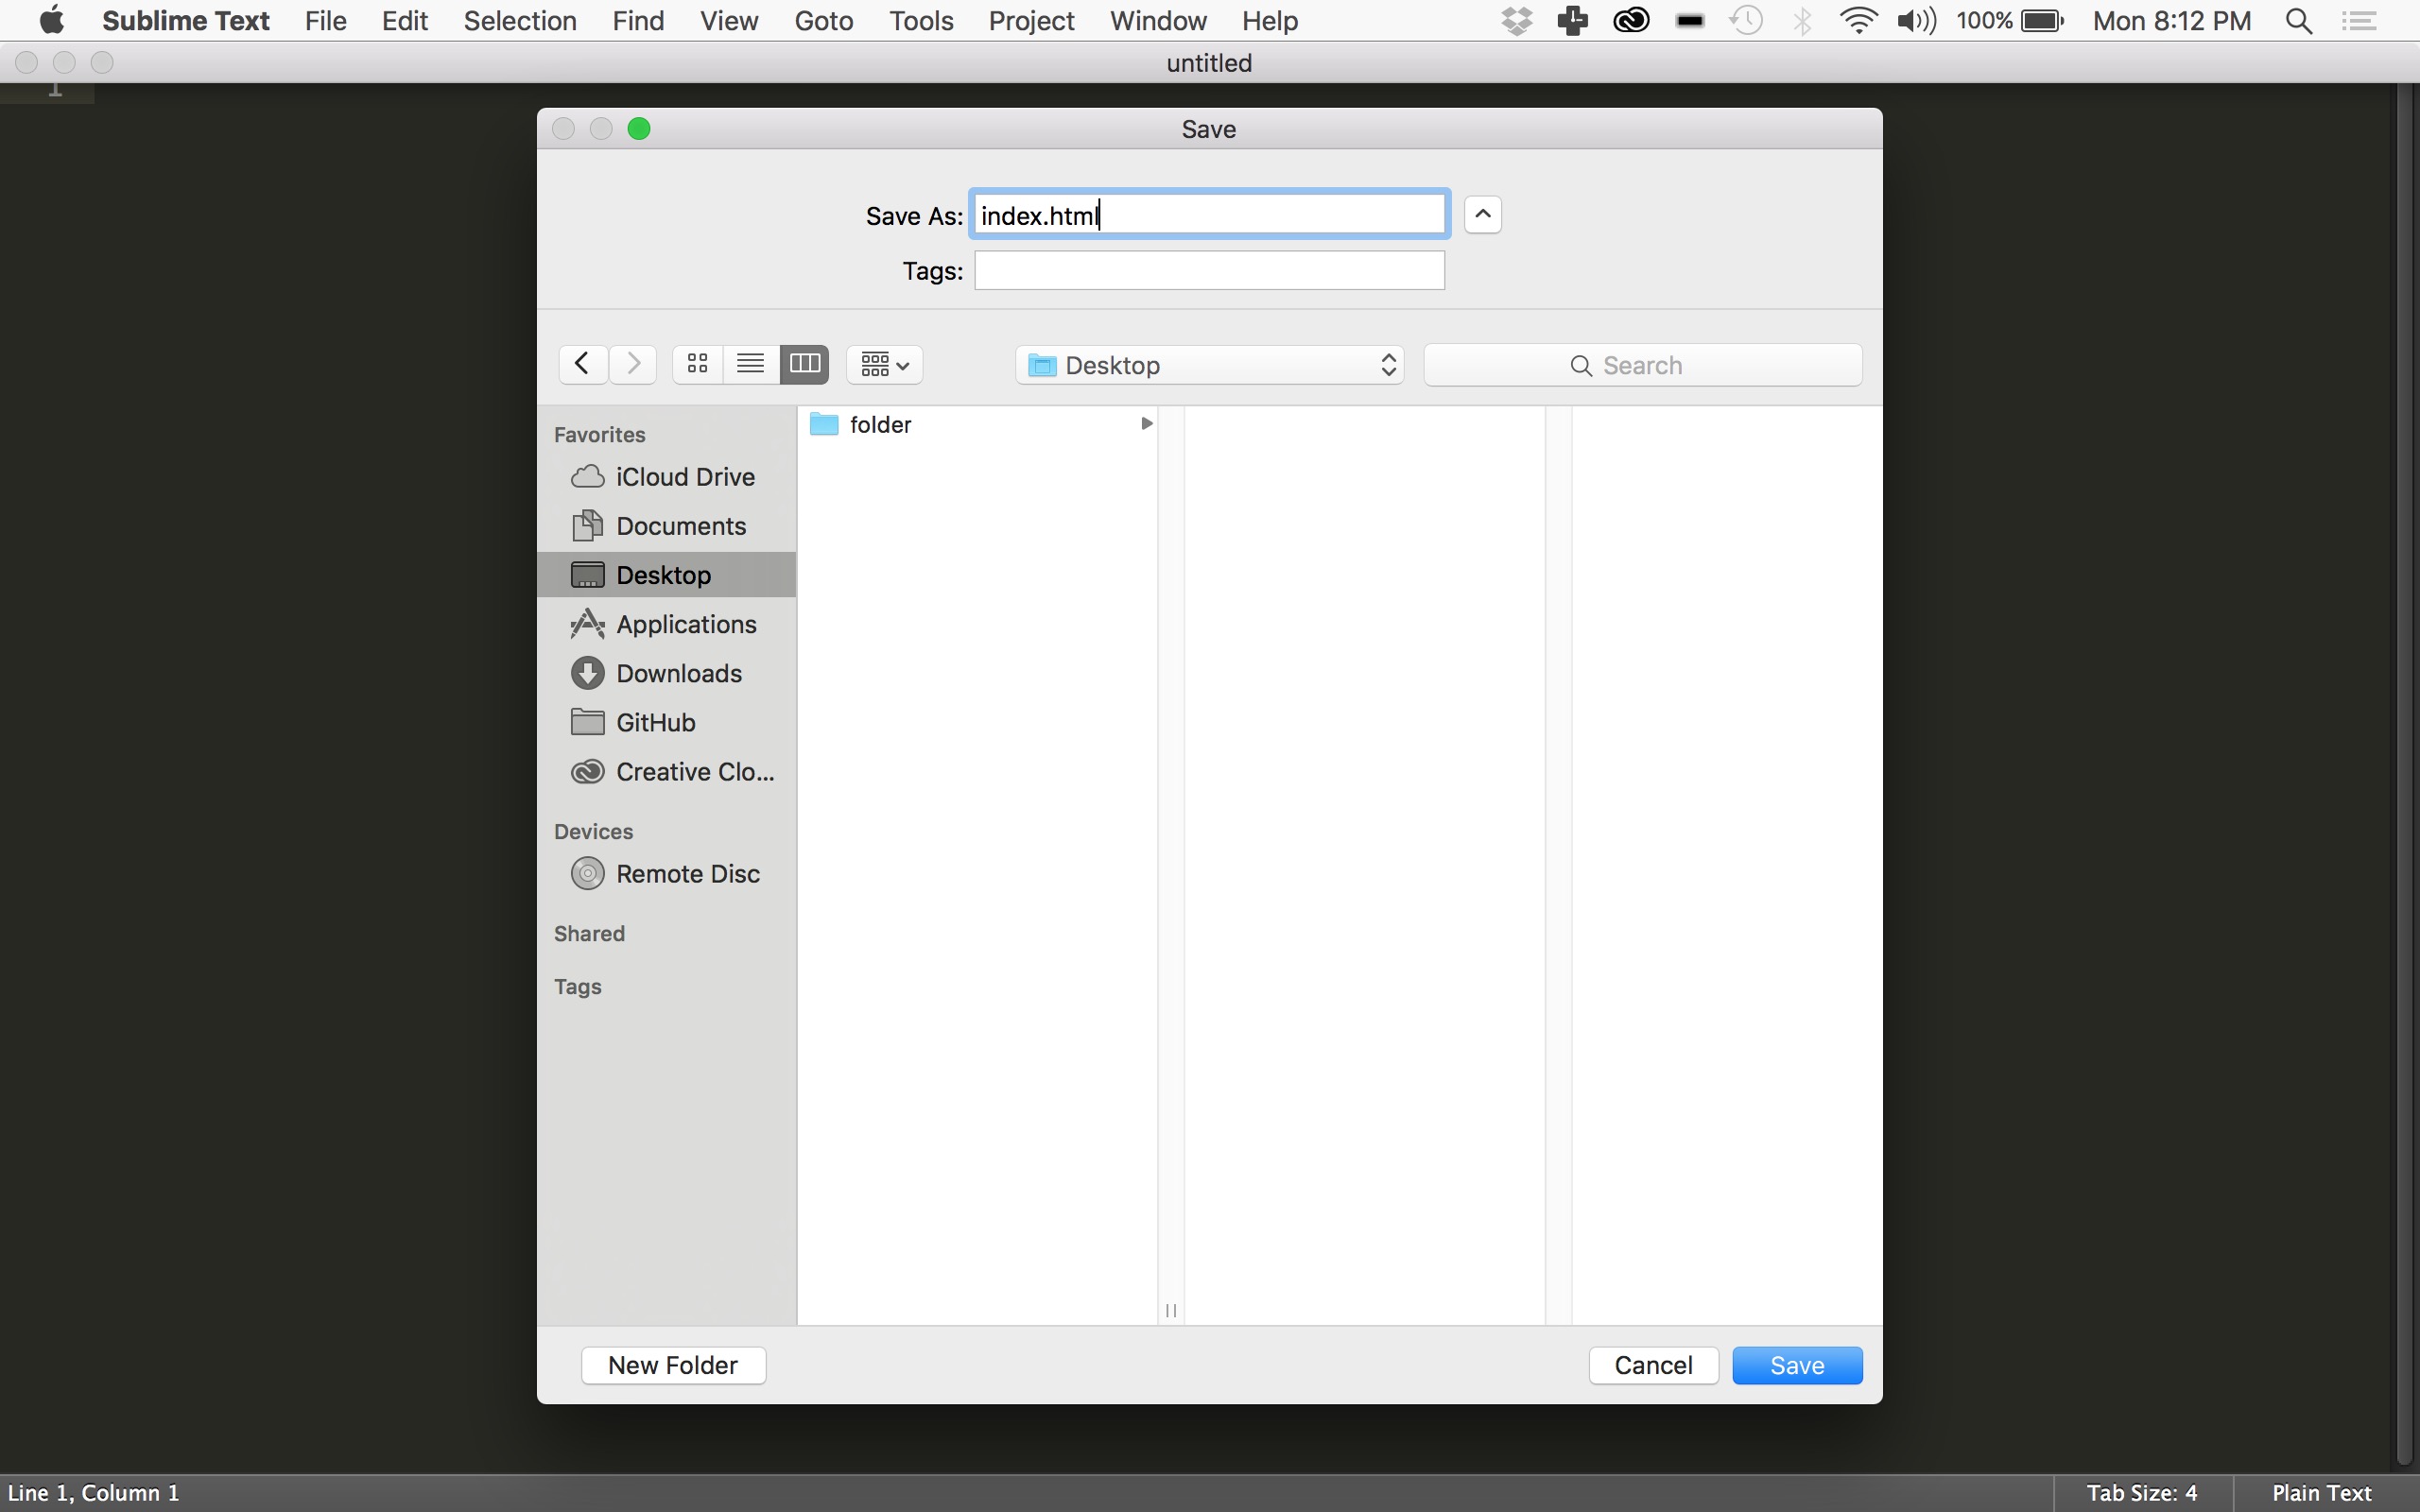 Sublime Text File Edit Selection Find View Goto Tools Project Window Help 100% Mon 8:12 PM
untitled
1
Save
Save As: index.html
Tags:
Desktop Search
Favorites
folder
iCloud Drive
Documents
Desktop
Applications
Downloads
GitHub
Creative Clo...
Devices
Remote Disc
Shared
Tags
New Folder Cancel Save
Line 1, Column 1 Tab Size: 4 Plain Text